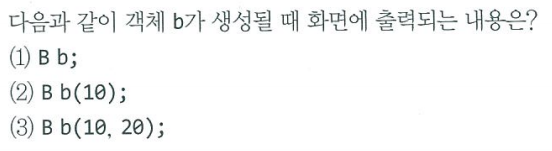 다음과 같이 객체 b가 생성될 때 화면에 출력되는 내용은?
(1) B b;
(2) B b(10);
(3) B b(10, 20);